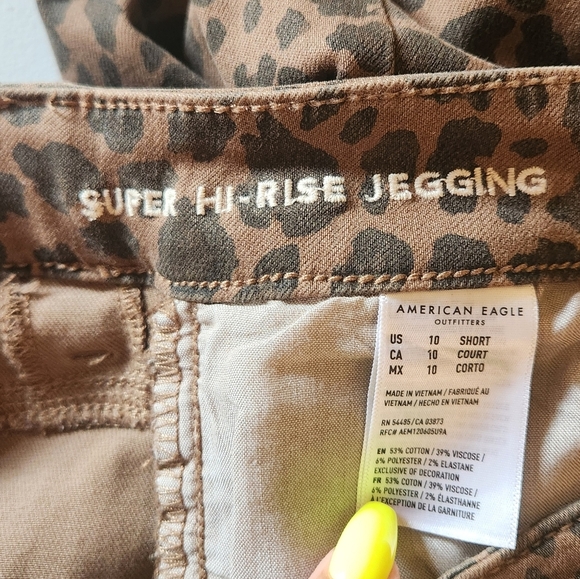 SUPER HI-RISE JEGGING
AMERICAN EAGLE
OUTFITTERS
US 10 SHORT
CA 10 COURT
MX 10 CORTO
MADE IN VIETNAM / FABRIQUÉ AU
VIETNAM / HECHO EN VIETNAM
RN 54485/CA 03873
RFC# AEM120605U9A
EN 53% COTTON / 39% VISCOSE /
6% POLYESTER / 2% ELASTANE
EXCLUSIVE OF DECORATION
FR 53% COTON / 39% VISCOSE /
6% POLYESTER / 2% ÉLASTHANNE
À L'EXCEPTION DE LA GARNITURE